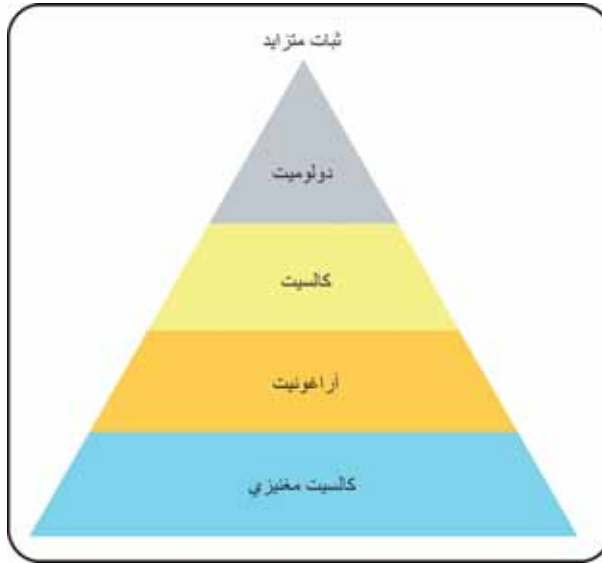 ثبات متزايد
دولوميت
كالسيت
أراغونيت
كالسيت مغنيزي